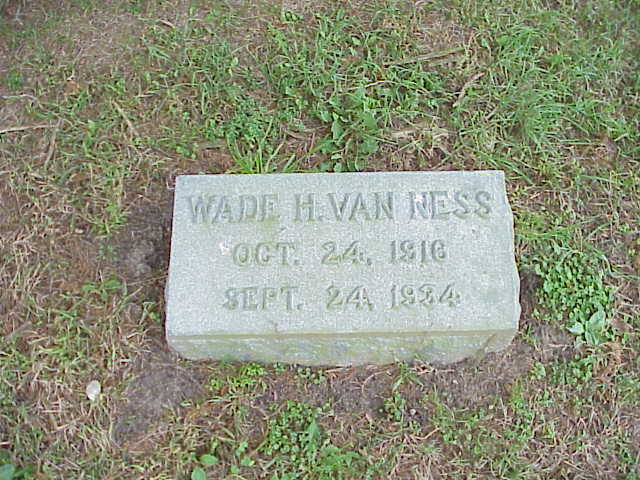 WADE H. VAN NESS
OCT. 24, 1916
SEPT. 24, 1934